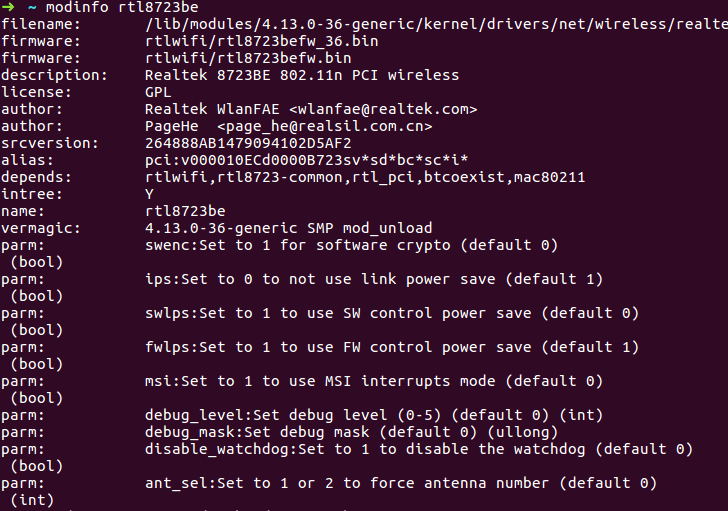 ➜ ~ modinfo rtl8723be
filename: /lib/modules/4.13.0-36-generic/kernel/drivers/net/wireless/realte
firmware: rtlwifi/rtl8723befw_36.bin
firmware: rtlwifi/rtl8723befw.bin
description: Realtek 8723BE 802.11n PCI wireless
license: GPL
author: Realtek WlanFAE <wlanfae@realtek.com>
author: PageHe  <page_he@realsil.com.cn>
srcversion: 264888AB1479094102D5AF2
alias: pci:v000010ECd0000B723sv*sd*bc*sc*i*
depends: rtlwifi,rtl8723-common,rtl_pci,btcoexist,mac80211
intree: Y
name: rtl8723be
vermagic: 4.13.0-36-generic SMP mod_unload
parm: swenc:Set to 1 for software crypto (default 0)
(bool)
parm: ips:Set to 0 to not use link power save (default 1)
(bool)
parm: swlps:Set to 1 to use SW control power save (default 0)
(bool)
parm: fwlps:Set to 1 to use FW control power save (default 1)
(bool)
parm: msi:Set to 1 to use MSI interrupts mode (default 0)
(bool)
parm: debug_level:Set debug level (0-5) (default 0) (int)
parm: debug_mask:Set debug mask (default 0) (ullong)
parm: disable_watchdog:Set to 1 to disable the watchdog (default 0)
(bool)
parm: ant_sel:Set to 1 or 2 to force antenna number (default 0)
(int)